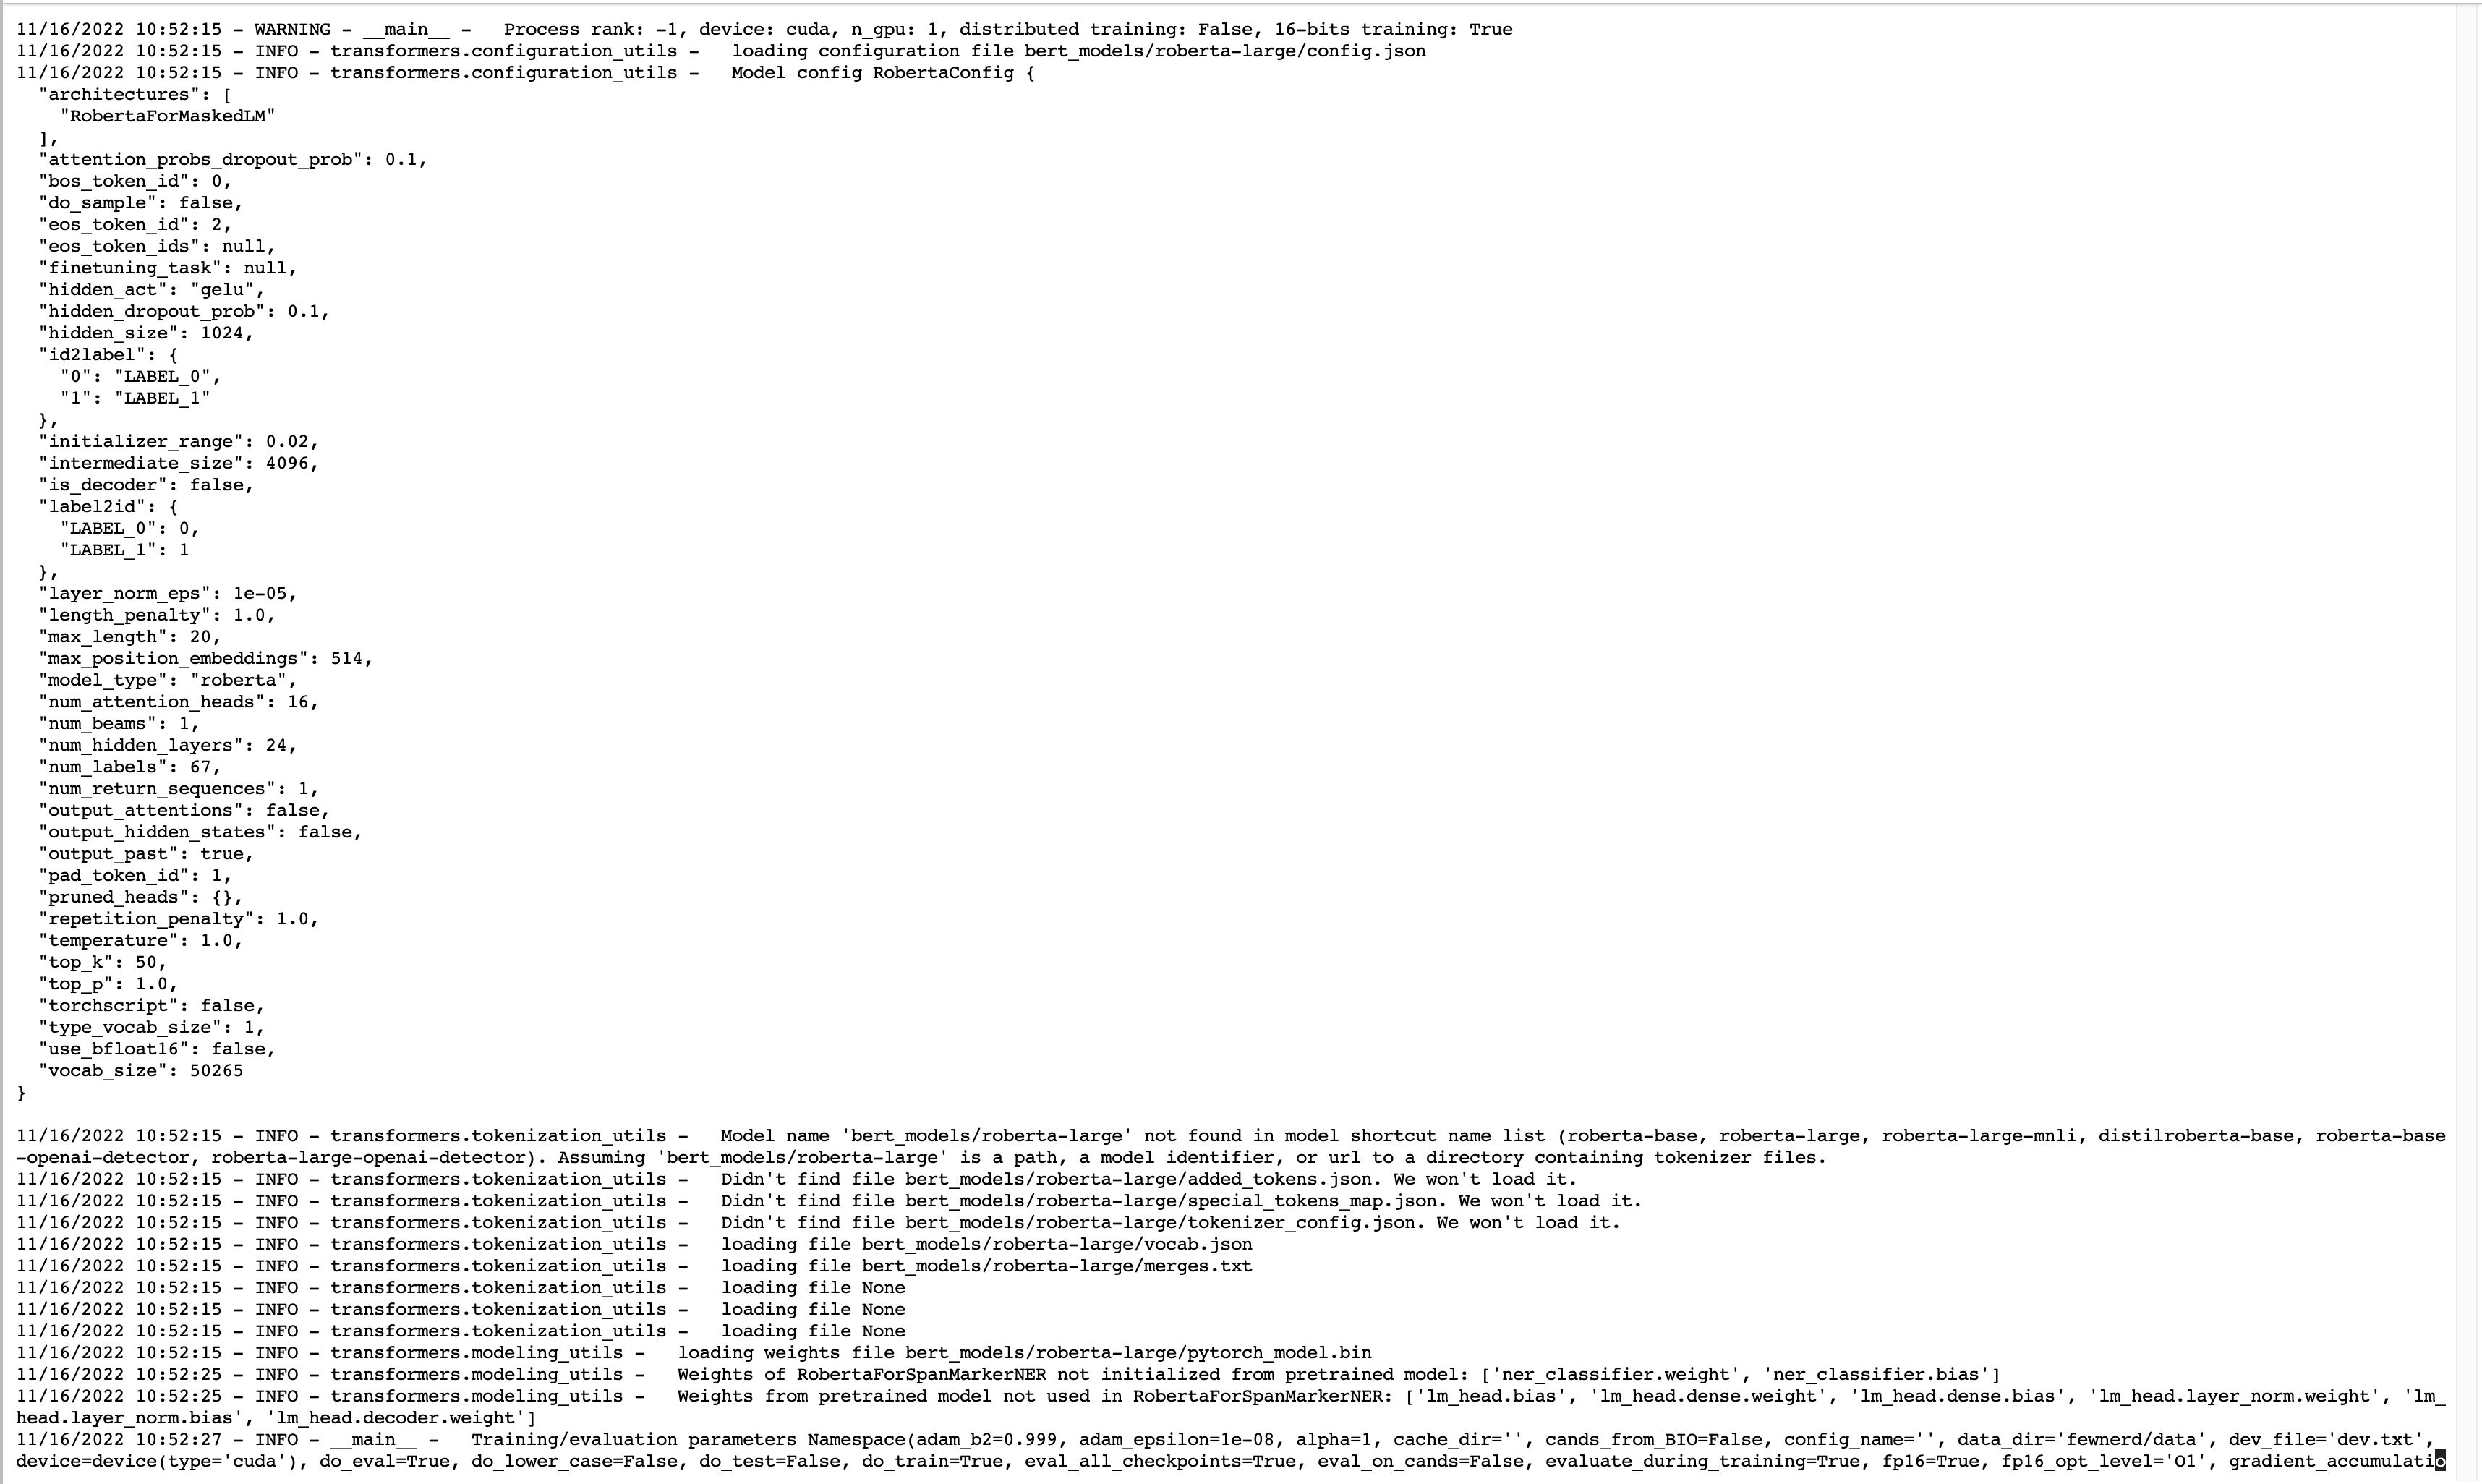 11/16/2022 10:52:15 - WARNING - __main__ -   Process rank: -1, device: cuda, n_gpu: 1, distributed training: False, 16-bits training: True
11/16/2022 10:52:15 - INFO - transformers.configuration_utils -   loading configuration file bert_models/roberta-large/config.json
11/16/2022 10:52:15 - INFO - transformers.configuration_utils -   Model config RobertaConfig {
  "architectures": [
    "RobertaForMaskedLM"
  ],
  "attention_probs_dropout_prob": 0.1,
  "bos_token_id": 0,
  "do_sample": false,
  "eos_token_id": 2,
  "eos_token_ids": null,
  "finetuning_task": null,
  "hidden_act": "gelu",
  "hidden_dropout_prob": 0.1,
  "hidden_size": 1024,
  "id2label": {
    "0": "LABEL_0",
    "1": "LABEL_1"
  },
  "initializer_range": 0.02,
  "intermediate_size": 4096,
  "is_decoder": false,
  "label2id": {
    "LABEL_0": 0,
    "LABEL_1": 1
  },
  "layer_norm_eps": 1e-05,
  "length_penalty": 1.0,
  "max_length": 20,
  "max_position_embeddings": 514,
  "model_type": "roberta",
  "num_attention_heads": 16,
  "num_beams": 1,
  "num_hidden_layers": 24,
  "num_labels": 67,
  "num_return_sequences": 1,
  "output_attentions": false,
  "output_hidden_states": false,
  "output_past": true,
  "pad_token_id": 1,
  "pruned_heads": {},
  "repetition_penalty": 1.0,
  "temperature": 1.0,
  "top_k": 50,
  "top_p": 1.0,
  "torchscript": false,
  "type_vocab_size": 1,
  "use_bfloat16": false,
  "vocab_size": 50265
}
11/16/2022 10:52:15 - INFO - transformers.tokenization_utils -   Model name 'bert_models/roberta-large' not found in model shortcut name list (roberta-base, roberta-large, roberta-large-mnli, distilroberta-base, roberta-base
-openai-detector, roberta-large-openai-detector). Assuming 'bert_models/roberta-large' is a path, a model identifier, or url to a directory containing tokenizer files.
11/16/2022 10:52:15 - INFO - transformers.tokenization_utils -   Didn't find file bert_models/roberta-large/added_tokens.json. We won't load it.
11/16/2022 10:52:15 - INFO - transformers.tokenization_utils -   Didn't find file bert_models/roberta-large/special_tokens_map.json. We won't load it.
11/16/2022 10:52:15 - INFO - transformers.tokenization_utils -   Didn't find file bert_models/roberta-large/tokenizer_config.json. We won't load it.
11/16/2022 10:52:15 - INFO - transformers.tokenization_utils -   loading file bert_models/roberta-large/vocab.json
11/16/2022 10:52:15 - INFO - transformers.tokenization_utils -   loading file bert_models/roberta-large/merges.txt
11/16/2022 10:52:15 - INFO - transformers.tokenization_utils -   loading file None
11/16/2022 10:52:15 - INFO - transformers.tokenization_utils -   loading file None
11/16/2022 10:52:15 - INFO - transformers.tokenization_utils -   loading file None
11/16/2022 10:52:15 - INFO - transformers.modeling_utils -   loading weights file bert_models/roberta-large/pytorch_model.bin
11/16/2022 10:52:25 - INFO - transformers.modeling_utils -   Weights of RobertaForSpanMarkerNER not initialized from pretrained model: ['ner_classifier.weight', 'ner_classifier.bias']
11/16/2022 10:52:25 - INFO - transformers.modeling_utils -   Weights from pretrained model not used in RobertaForSpanMarkerNER: ['lm_head.bias', 'lm_head.dense.weight', 'lm_head.dense.bias', 'lm_head.layer_norm.weight', 'lm_
head.layer_norm.bias', 'lm_head.decoder.weight']
11/16/2022 10:52:27 - INFO - __main__ -   Training/evaluation parameters Namespace(adam_b2=0.999, adam_epsilon=1e-08, alpha=1, cache_dir='', cands_from_BIO=False, config_name='', data_dir='fewnerd/data', dev_file='dev.txt',
device=device(type='cuda'), do_eval=True, do_lower_case=False, do_test=False, do_train=True, eval_all_checkpoints=True, eval_on_cands=False, evaluate_during_training=True, fp16=True, fp16_opt_level='O1', gradient_accumulatio